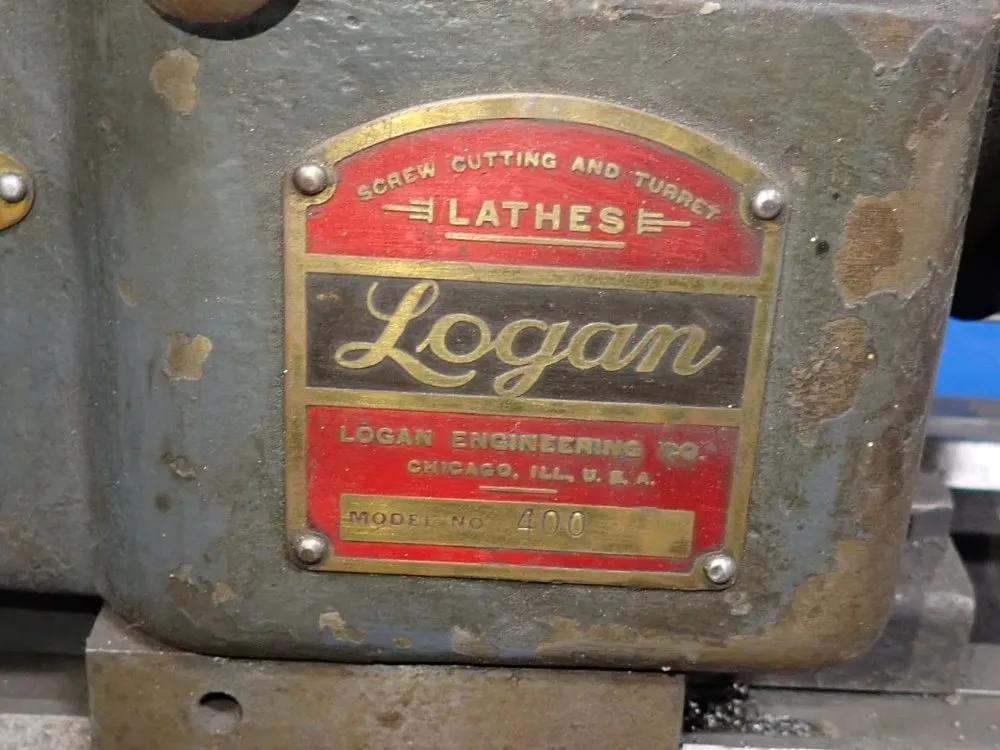 SCREW CUTTING AND TURRET
LATHES
Logan
LOGAN ENGINEERING CO.
CHICAGO, ILL., U. S. A.
MODEL NO 400